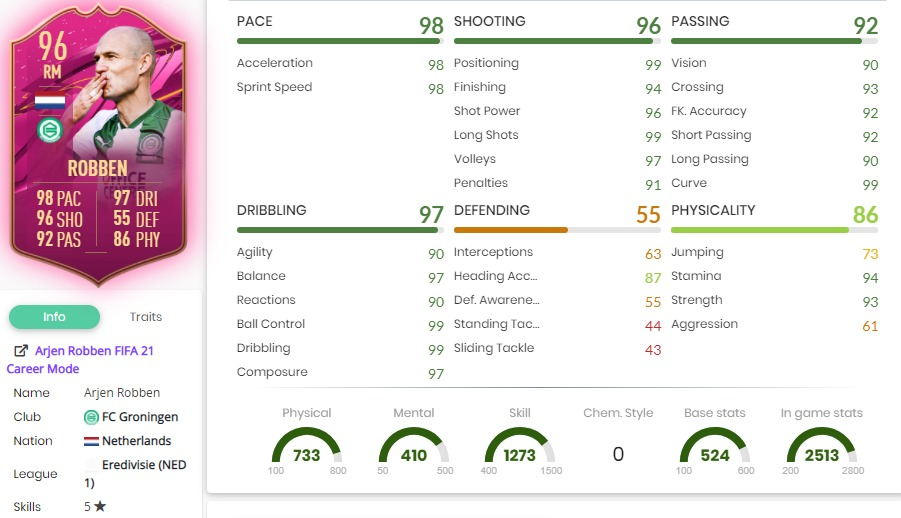 96
RM
ROBBEN
98 PAC 97 DRI
96 SHO 55 DEF
92 PAS 86 PHY
Info Traits
Arjen Robben FIFA 21
Career Mode
Name Arjen Robben
Club FC Groningen
Nation Netherlands
League Eredivisie (NED
1)
Skills 5 ★
PACE 98
Acceleration 98
Sprint Speed 98
SHOOTING 96
Positioning 99
Finishing 94
Shot Power 96
Long Shots 99
Volleys 97
Penalties 91
PASSING 92
Vision 90
Crossing 93
FK. Accuracy 92
Short Passing 92
Long Passing 90
Curve 99
DRIBBLING 97
Agility 90
Balance 97
Reactions 90
Ball Control 99
Dribbling 99
Composure 97
DEFENDING 55
Interceptions 63
Heading Acc... 87
Def. Awarene... 55
Standing Tac... 44
Sliding Tackle 43
PHYSICALITY 86
Jumping 73
Stamina 94
Strength 93
Aggression 61
Physical
733
100 800
Mental
410
50 500
Skill
1273
400 1500
Chem. Style
0
Base stats
524
100 600
In game stats
2513
200 2800